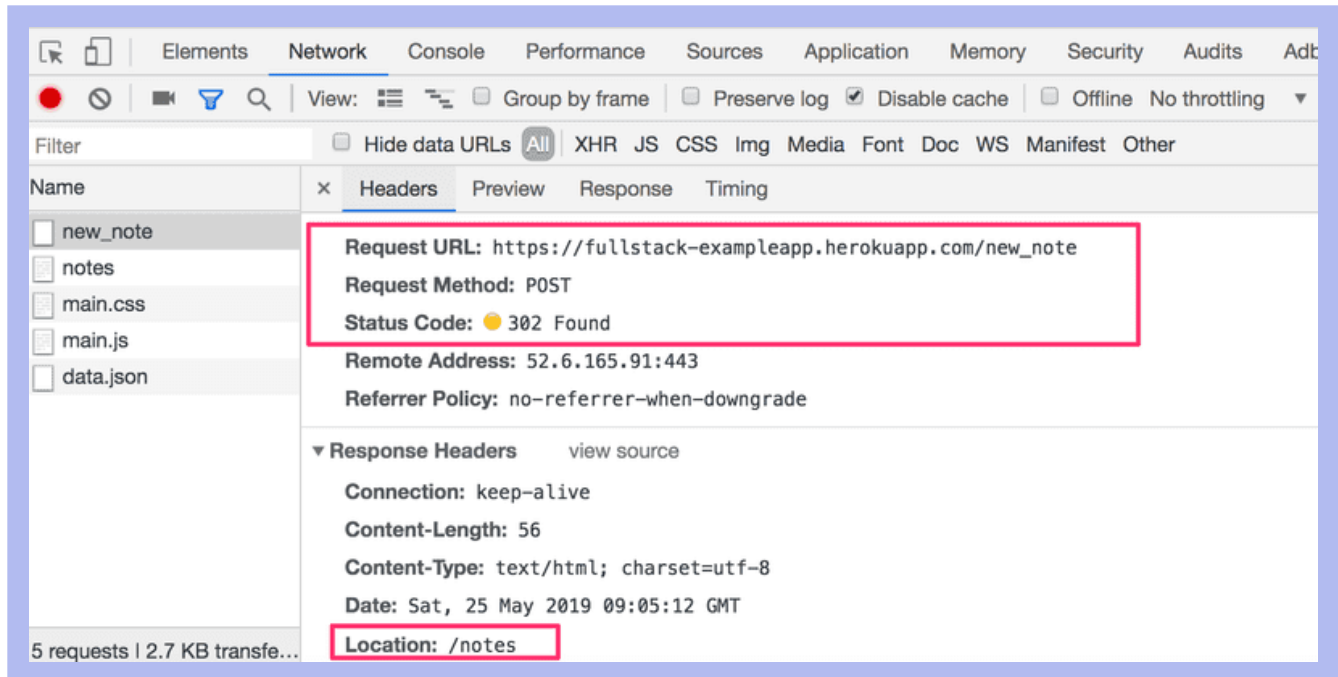 Elements Network Console Performance Sources Application Memory Security Audits
View: Group by frame Preserve log Disable cache Offline No throttling
Filter Hide data URLs All XHR JS CSS Img Media Font Doc WS Manifest Other
Name
new_note
notes
main.css
main.js
data.json
5 requests | 2.7 KB transfe...
× Headers Preview Response Timing
Request URL: https://fullstack-exampleapp.herokuapp.com/new_note
Request Method: POST
Status Code: 302 Found
Remote Address: 52.6.165.91:443
Referrer Policy: no-referrer-when-downgrade
Response Headers view source
Connection: keep-alive
Content-Length: 56
Content-Type: text/html; charset=utf-8
Date: Sat, 25 May 2019 09:05:12 GMT
Location: /notes